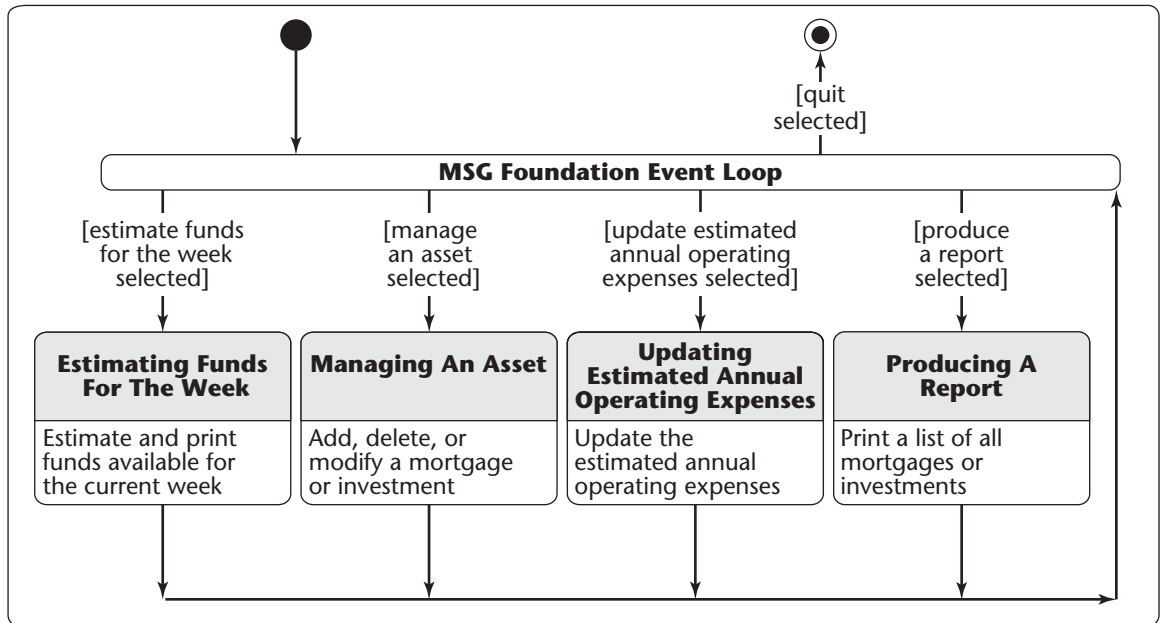 [quit
selected]
MSG Foundation Event Loop
[estimate funds
for the week
selected]
[manage
an asset
selected]
[update estimated
annual operating
expenses selected]
[produce
a report
selected]
Estimating Funds
For The Week
Estimate and print
funds available for
the current week
Managing An Asset
Add, delete, or
modify a mortgage
or investment
Updating
Estimated Annual
Operating Expenses
Update the
estimated annual
operating expenses
Producing A
Report
Print a list of all
mortgages or
investments